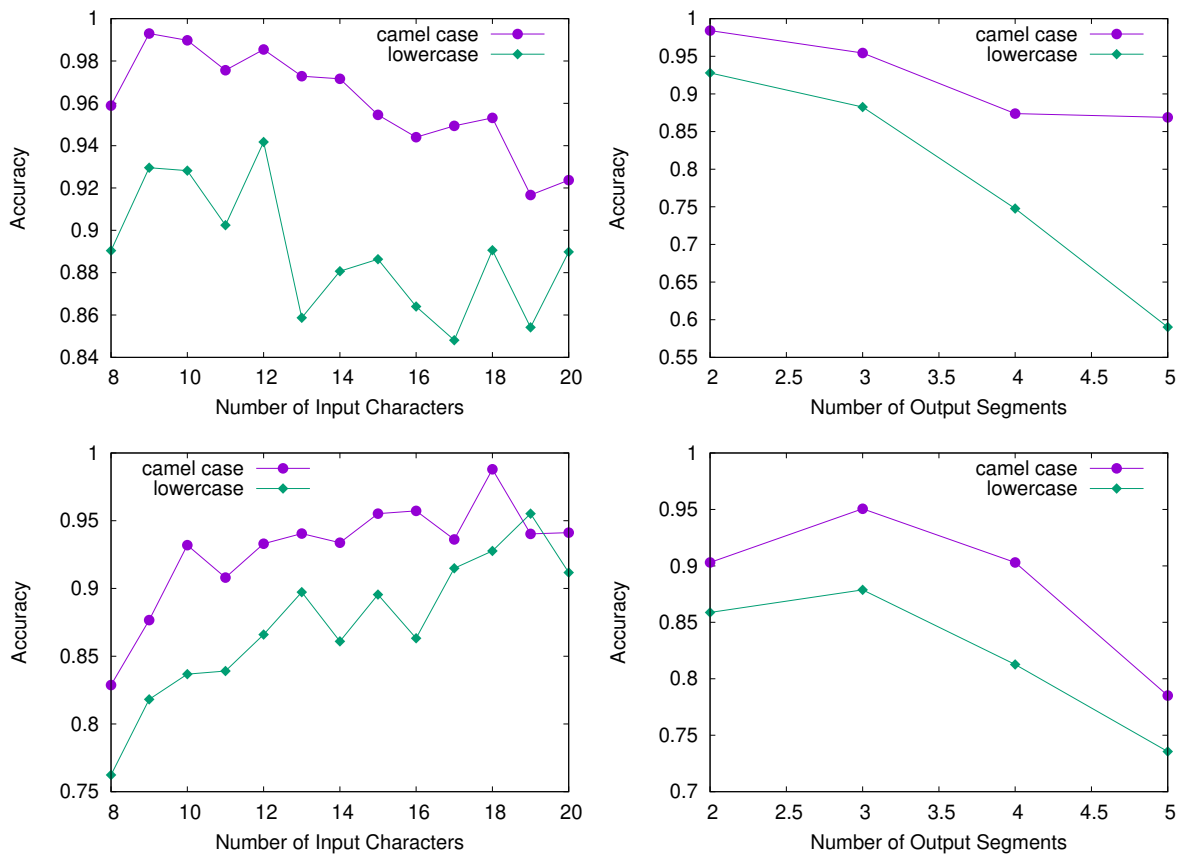 1
0.98
0.96
0.94
0.92
0.9
0.88
0.86
0.84
8 10 12 14 16 18 20
Accuracy
Number of Input Characters
camel case
lowercase
1
0.95
0.9
0.85
0.8
0.75
0.7
0.65
0.6
0.55
2 2.5 3 3.5 4 4.5 5
Accuracy
Number of Output Segments
camel case
lowercase
1
0.95
0.9
0.85
0.8
0.75
8 10 12 14 16 18 20
Accuracy
Number of Input Characters
camel case
lowercase
1
0.95
0.9
0.85
0.8
0.75
0.7
2 2.5 3 3.5 4 4.5 5
Accuracy
Number of Output Segments
camel case
lowercase